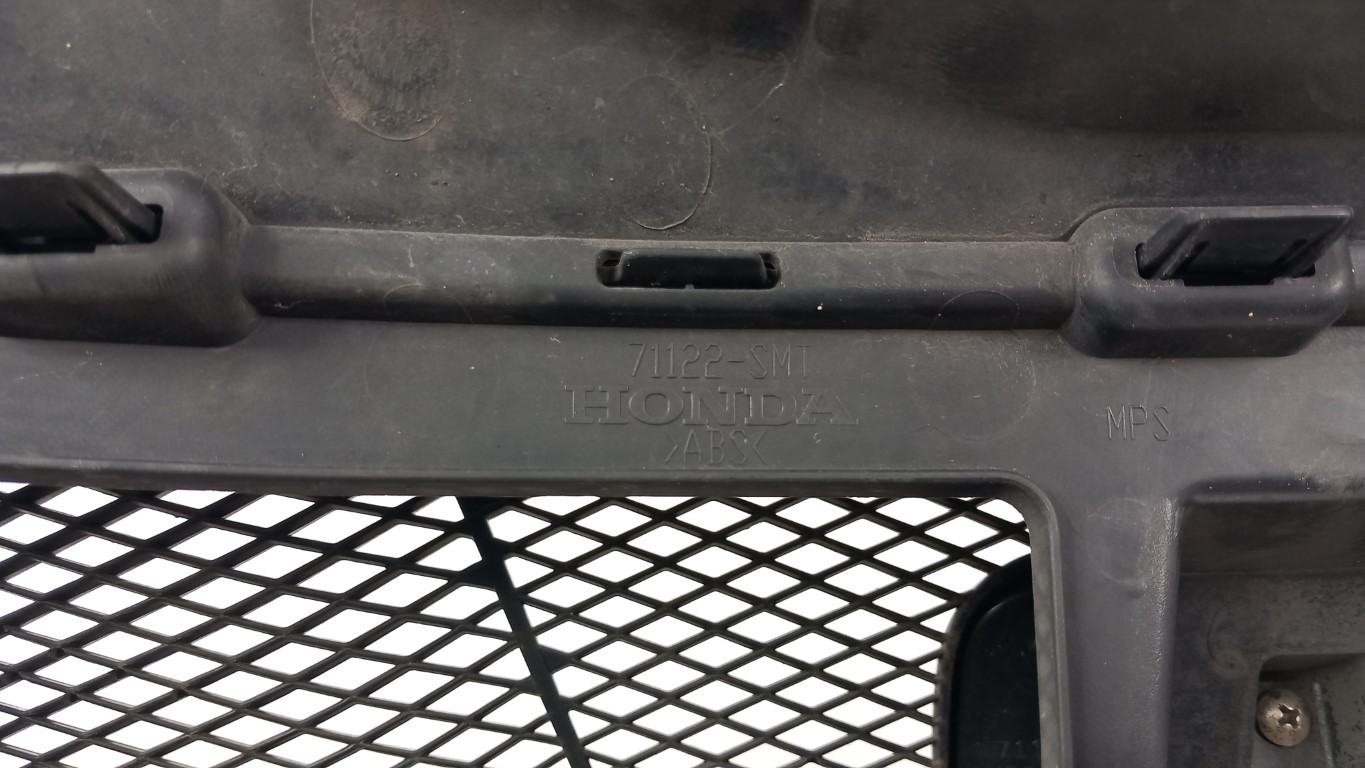 71122-SMT
HONDA
>ABS<
MPS